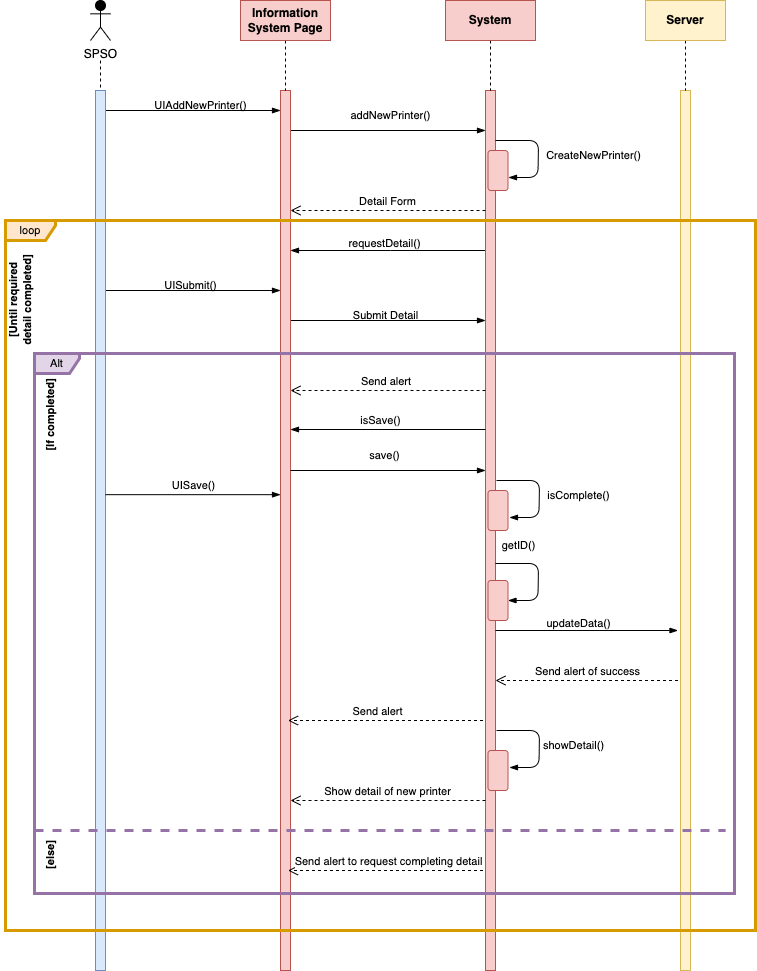 SPSO
Information
System Page
System
Server
UIAddNewPrinter()
addNewPrinter()
CreateNewPrinter()
Detail Form
loop
[Until required
detail completed]
requestDetail()
UISubmit()
Submit Detail
Alt
[If completed]
Send alert
isSave()
save()
UISave()
isComplete()
getID()
updateData()
Send alert of success
Send alert
showDetail()
Show detail of new printer
[else]
Send alert to request completing detail